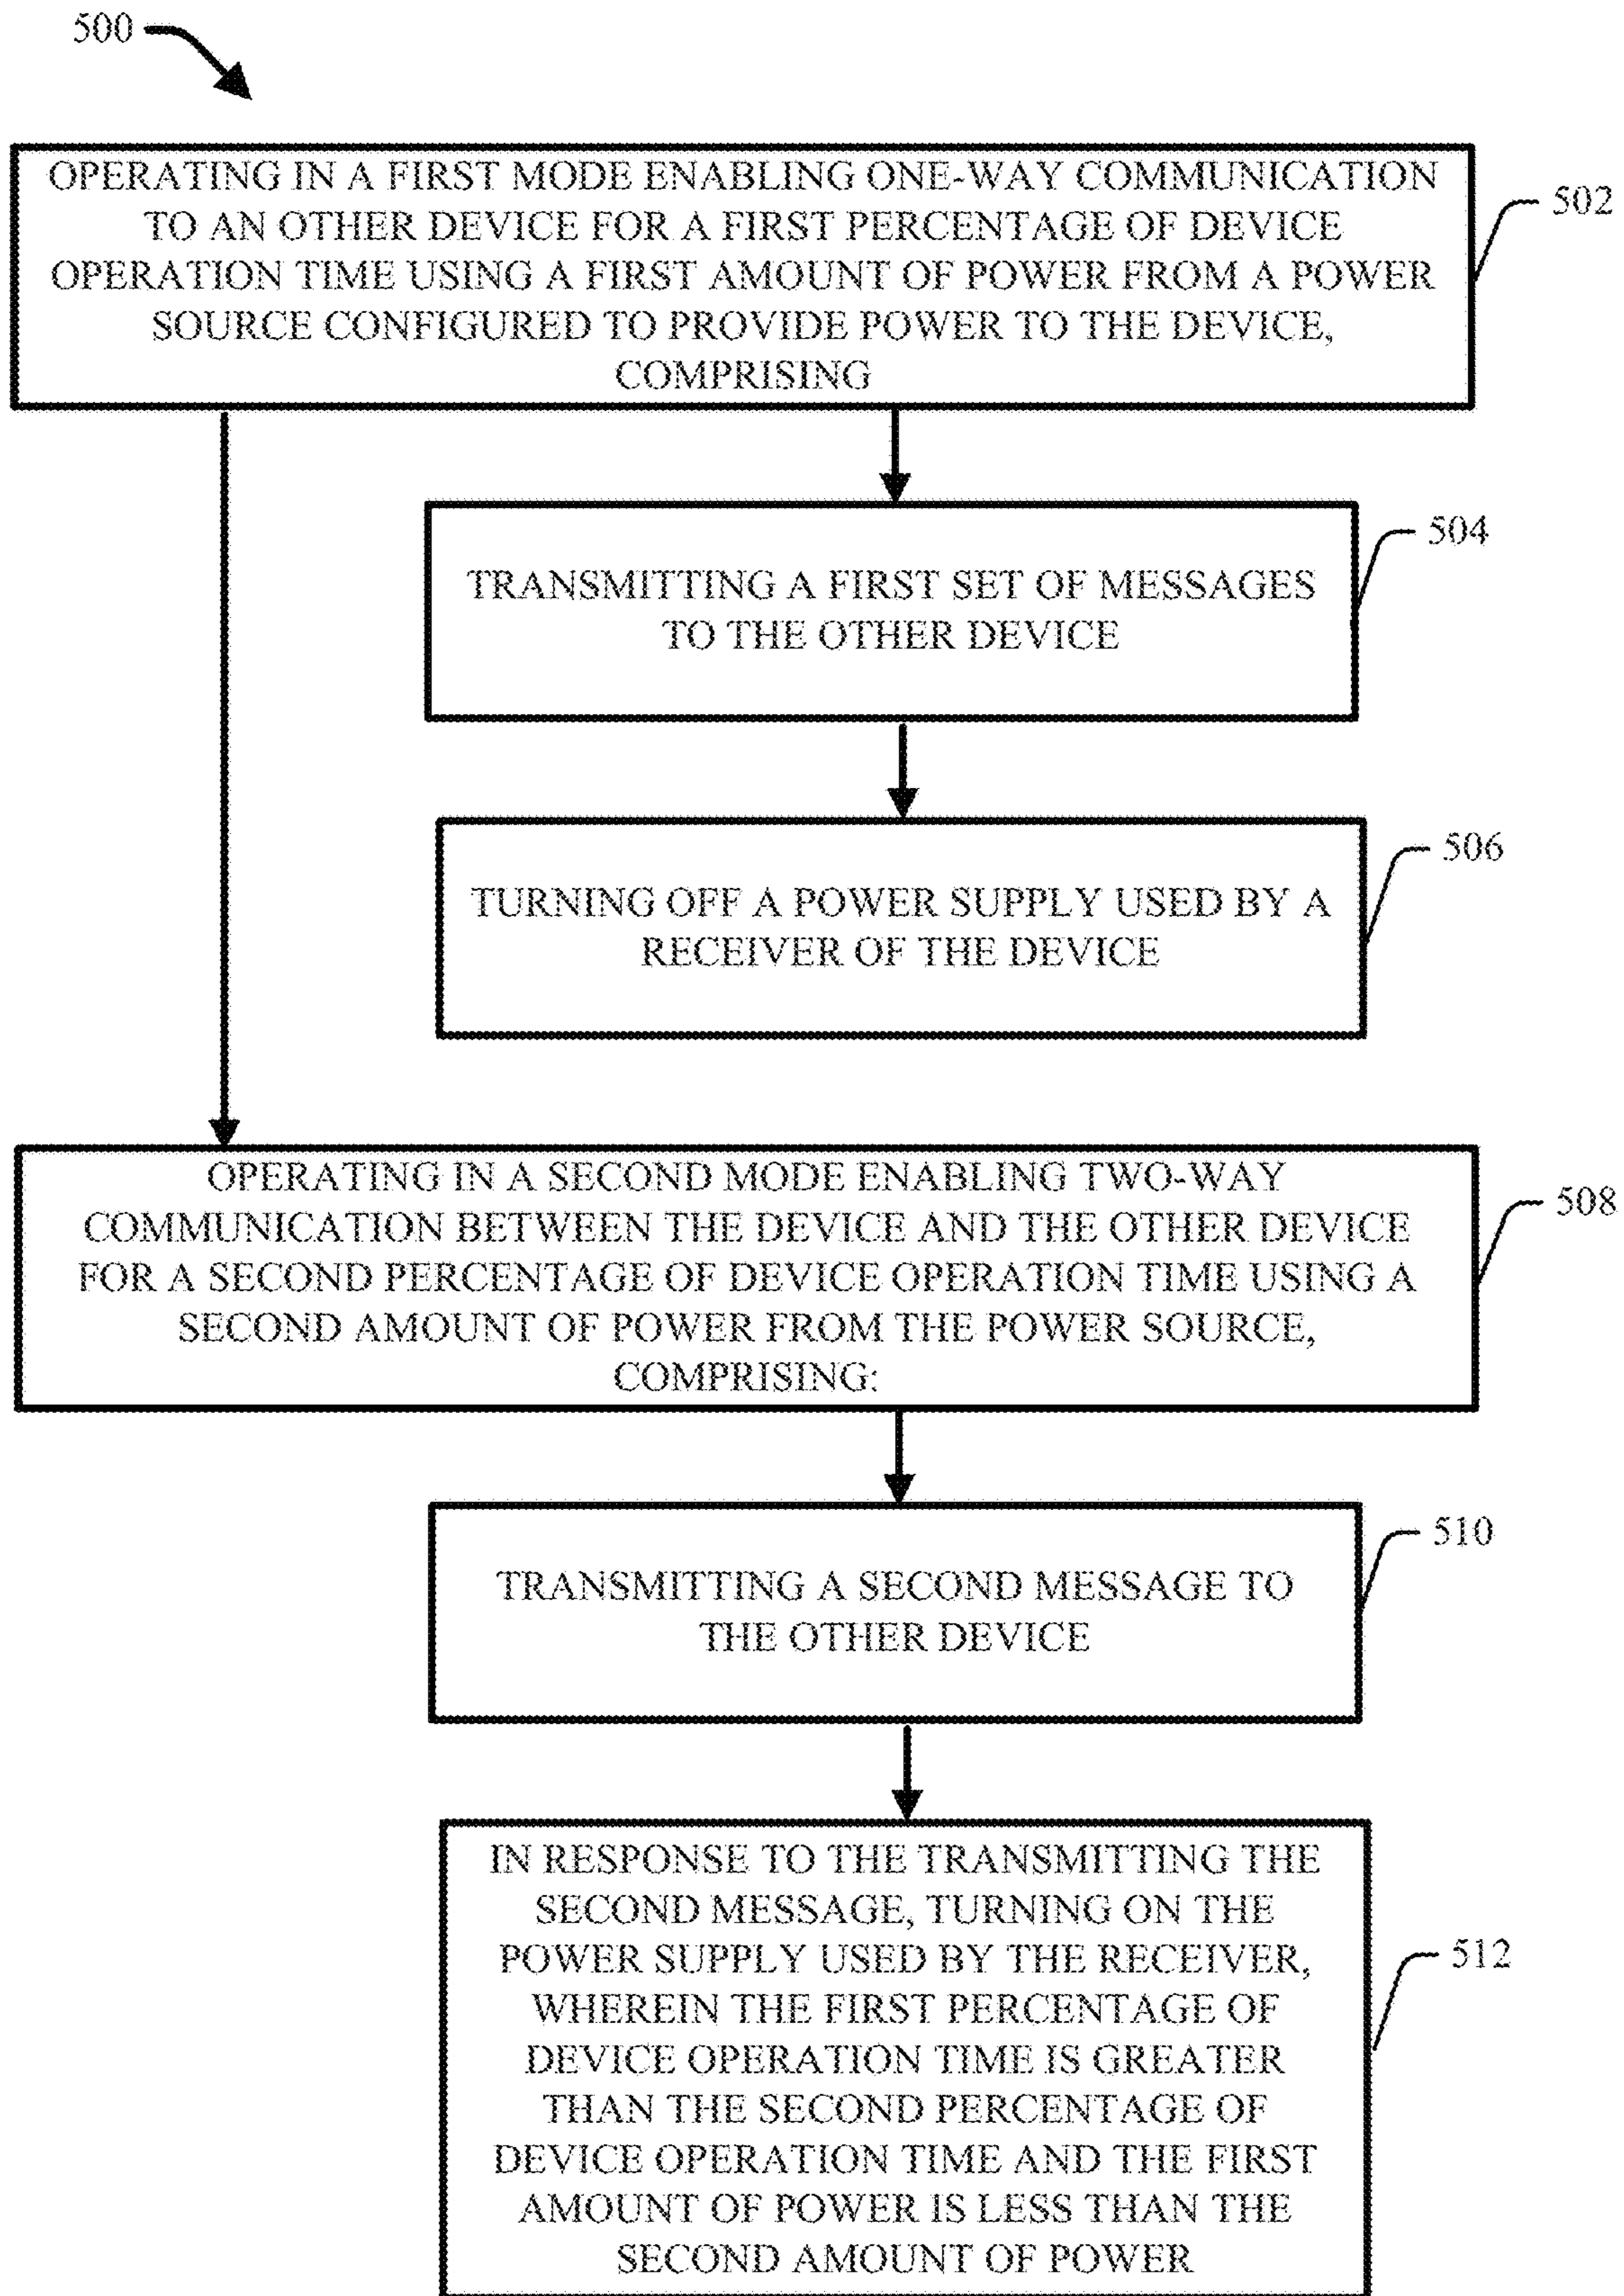 500
OPERATING IN A FIRST MODE ENABLING ONE-WAY COMMUNICATION
TO AN OTHER DEVICE FOR A FIRST PERCENTAGE OF DEVICE
OPERATION TIME USING A FIRST AMOUNT OF POWER FROM A POWER
SOURCE CONFIGURED TO PROVIDE POWER TO THE DEVICE,
COMPRISING
502
TRANSMITTING A FIRST SET OF MESSAGES
TO THE OTHER DEVICE
504
TURNING OFF A POWER SUPPLY USED BY A
RECEIVER OF THE DEVICE
506
OPERATING IN A SECOND MODE ENABLING TWO-WAY
COMMUNICATION BETWEEN THE DEVICE AND THE OTHER DEVICE
FOR A SECOND PERCENTAGE OF DEVICE OPERATION TIME USING A
SECOND AMOUNT OF POWER FROM THE POWER SOURCE,
COMPRISING:
508
TRANSMITTING A SECOND MESSAGE TO
THE OTHER DEVICE
510
IN RESPONSE TO THE TRANSMITTING THE
SECOND MESSAGE, TURNING ON THE
POWER SUPPLY USED BY THE RECEIVER,
WHEREIN THE FIRST PERCENTAGE OF
DEVICE OPERATION TIME IS GREATER
THAN THE SECOND PERCENTAGE OF
DEVICE OPERATION TIME AND THE FIRST
AMOUNT OF POWER IS LESS THAN THE
SECOND AMOUNT OF POWER
512